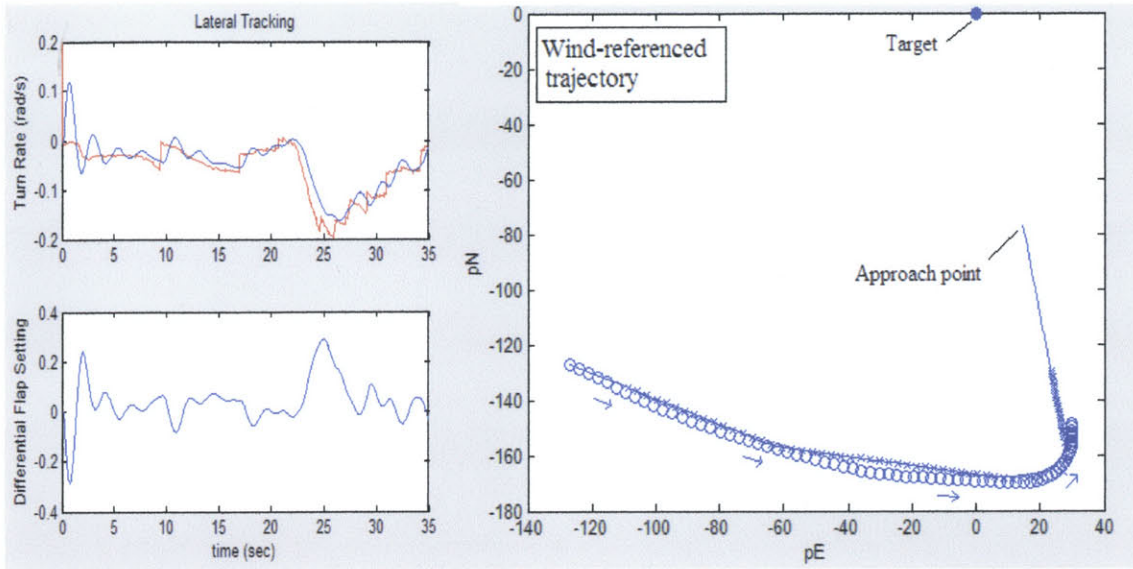 Lateral Tracking
Turn Rate (rad/s)
0.2
0.1
0
-0.1
-0.2
0 5 10 15 20 25 30 35
Differential Flap Setting
0.4
0.2
0
-0.2
-0.4
0 5 10 15 20 25 30 35
time (sec)
Wind-referenced
trajectory
Target
Approach point
pN
0
-20
-40
-60
-80
-100
-120
-140
-160
-180
-140 -120 -100 -80 -60 -40 -20 0 20 40
pE